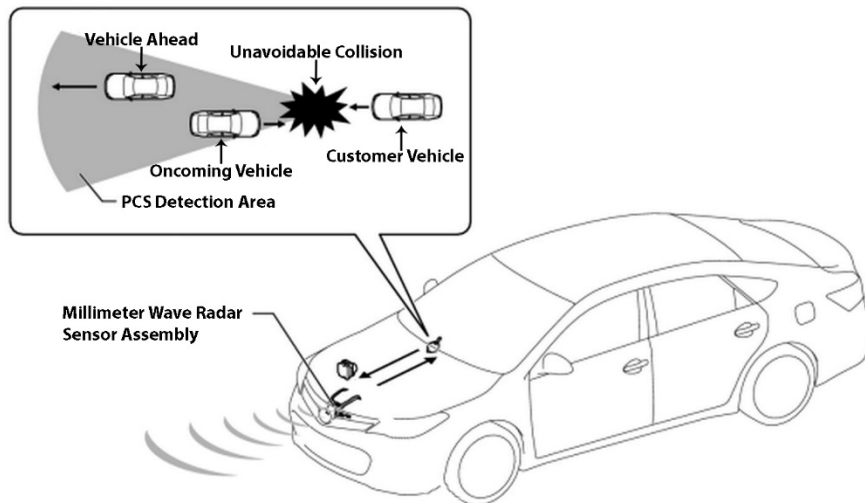 Vehicle Ahead
Unavoidable Collision
Oncoming Vehicle
Customer Vehicle
PCS Detection Area
Millimeter Wave Radar
Sensor Assembly